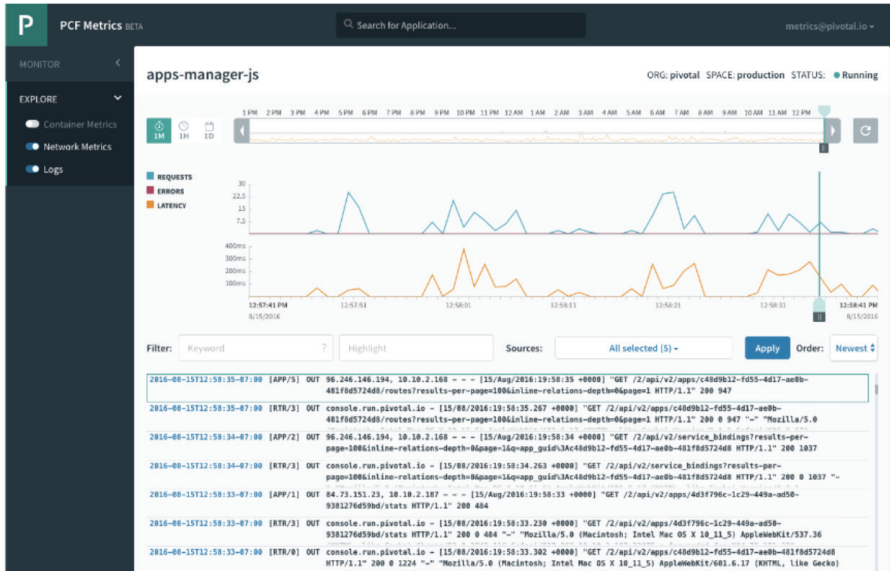 P PCF Metrics BETA Search for Application... metrics@pivotal.io
MONITOR
EXPLORE
Container Metrics
Network Metrics
Logs
apps-manager-js ORG: pivotal SPACE: production STATUS: Running
1M 1H 1D
1 PM 2 PM 3 PM 4 PM 5 PM 6 PM 7 PM 8 PM 9 PM 10 PM 11 PM 12 AM 1 AM 2 AM 3 AM 4 AM 5 AM 6 AM 7 AM 8 AM 9 AM 10 AM 11 AM 12 PM
REQUESTS
ERRORS
LATENCY
30
22.5
15
7.5
400ms
300ms
200ms
100ms
12:57:41 PM 12:57:51 12:58:01 12:58:11 12:58:21 12:58:31 12:58:41 PM
8/15/2016 8/15/2016
Filter: Keyword ? Highlight Sources: All selected (5) Apply Order: Newest
2016-08-15T12:58:35-07:00 [APP/5] OUT 96.246.146.194, 10.10.2.168 - - - [15/Aug/2016:19:58:35 +0000] "GET /2/api/v2/apps/c48d9b12-fd55-4d17-ae0b-
481f8d5724d8/routes?results-per-page=100&inline-relations-depth=0&page=1 HTTP/1.1" 200 947
2016-08-15T12:58:35-07:00 [RTR/3] OUT console.run.pivotal.io - [15/08/2016:19:58:35.267 +0000] "GET /2/api/v2/apps/c48d9b12-fd55-4d17-ae0b-
481f8d5724d8/routes?results-per-page=100&inline-relations-depth=0&page=1 HTTP/1.1" 200 0 947 "-" "Mozilla/5.0
2016-08-15T12:58:34-07:00 [APP/2] OUT 96.246.146.194, 10.10.2.168 - - - [15/Aug/2016:19:58:34 +0000] "GET /2/api/v2/service_bindings?results-per-
page=100&inline-relations-depth=0&page=1&q=app_guid%3Ac48d9b12-fd55-4d17-ae0b-481f8d5724d8 HTTP/1.1" 200 1037
2016-08-15T12:58:34-07:00 [RTR/3] OUT console.run.pivotal.io - [15/08/2016:19:58:34.263 +0000] "GET /2/api/v2/service_bindings?results-per-
page=100&inline-relations-depth=0&page=1&q=app_guid%3Ac48d9b12-fd55-4d17-ae0b-481f8d5724d8 HTTP/1.1" 200 0 1037 "-
2016-08-15T12:58:33-07:00 [APP/1] OUT 84.73.151.23, 10.10.2.187 - - - [15/Aug/2016:19:58:33 +0000] "GET /2/api/v2/apps/4d3f796c-1c29-449a-ad50-
9381276d59bd/stats HTTP/1.1" 200 484
2016-08-15T12:58:33-07:00 [RTR/3] OUT console.run.pivotal.io - [15/08/2016:19:58:33.230 +0000] "GET /2/api/v2/apps/4d3f796c-1c29-449a-ad50-
9381276d59bd/stats HTTP/1.1" 200 0 484 "-" "Mozilla/5.0 (Macintosh; Intel Mac OS X 10_11_5) AppleWebKit/537.36
2016-08-15T12:58:33-07:00 [RTR/0] OUT console.run.pivotal.io - [15/08/2016:19:58:33.302 +0000] "GET /2/api/v2/apps/c48d9b12-fd55-4d17-ae0b-481f8d5724d8
HTTP/1.1" 200 0 1224 "-" "Mozilla/5.0 (Macintosh; Intel Mac OS X 10_11_5) AppleWebKit/601.6.17 (KHTML, like Gecko)